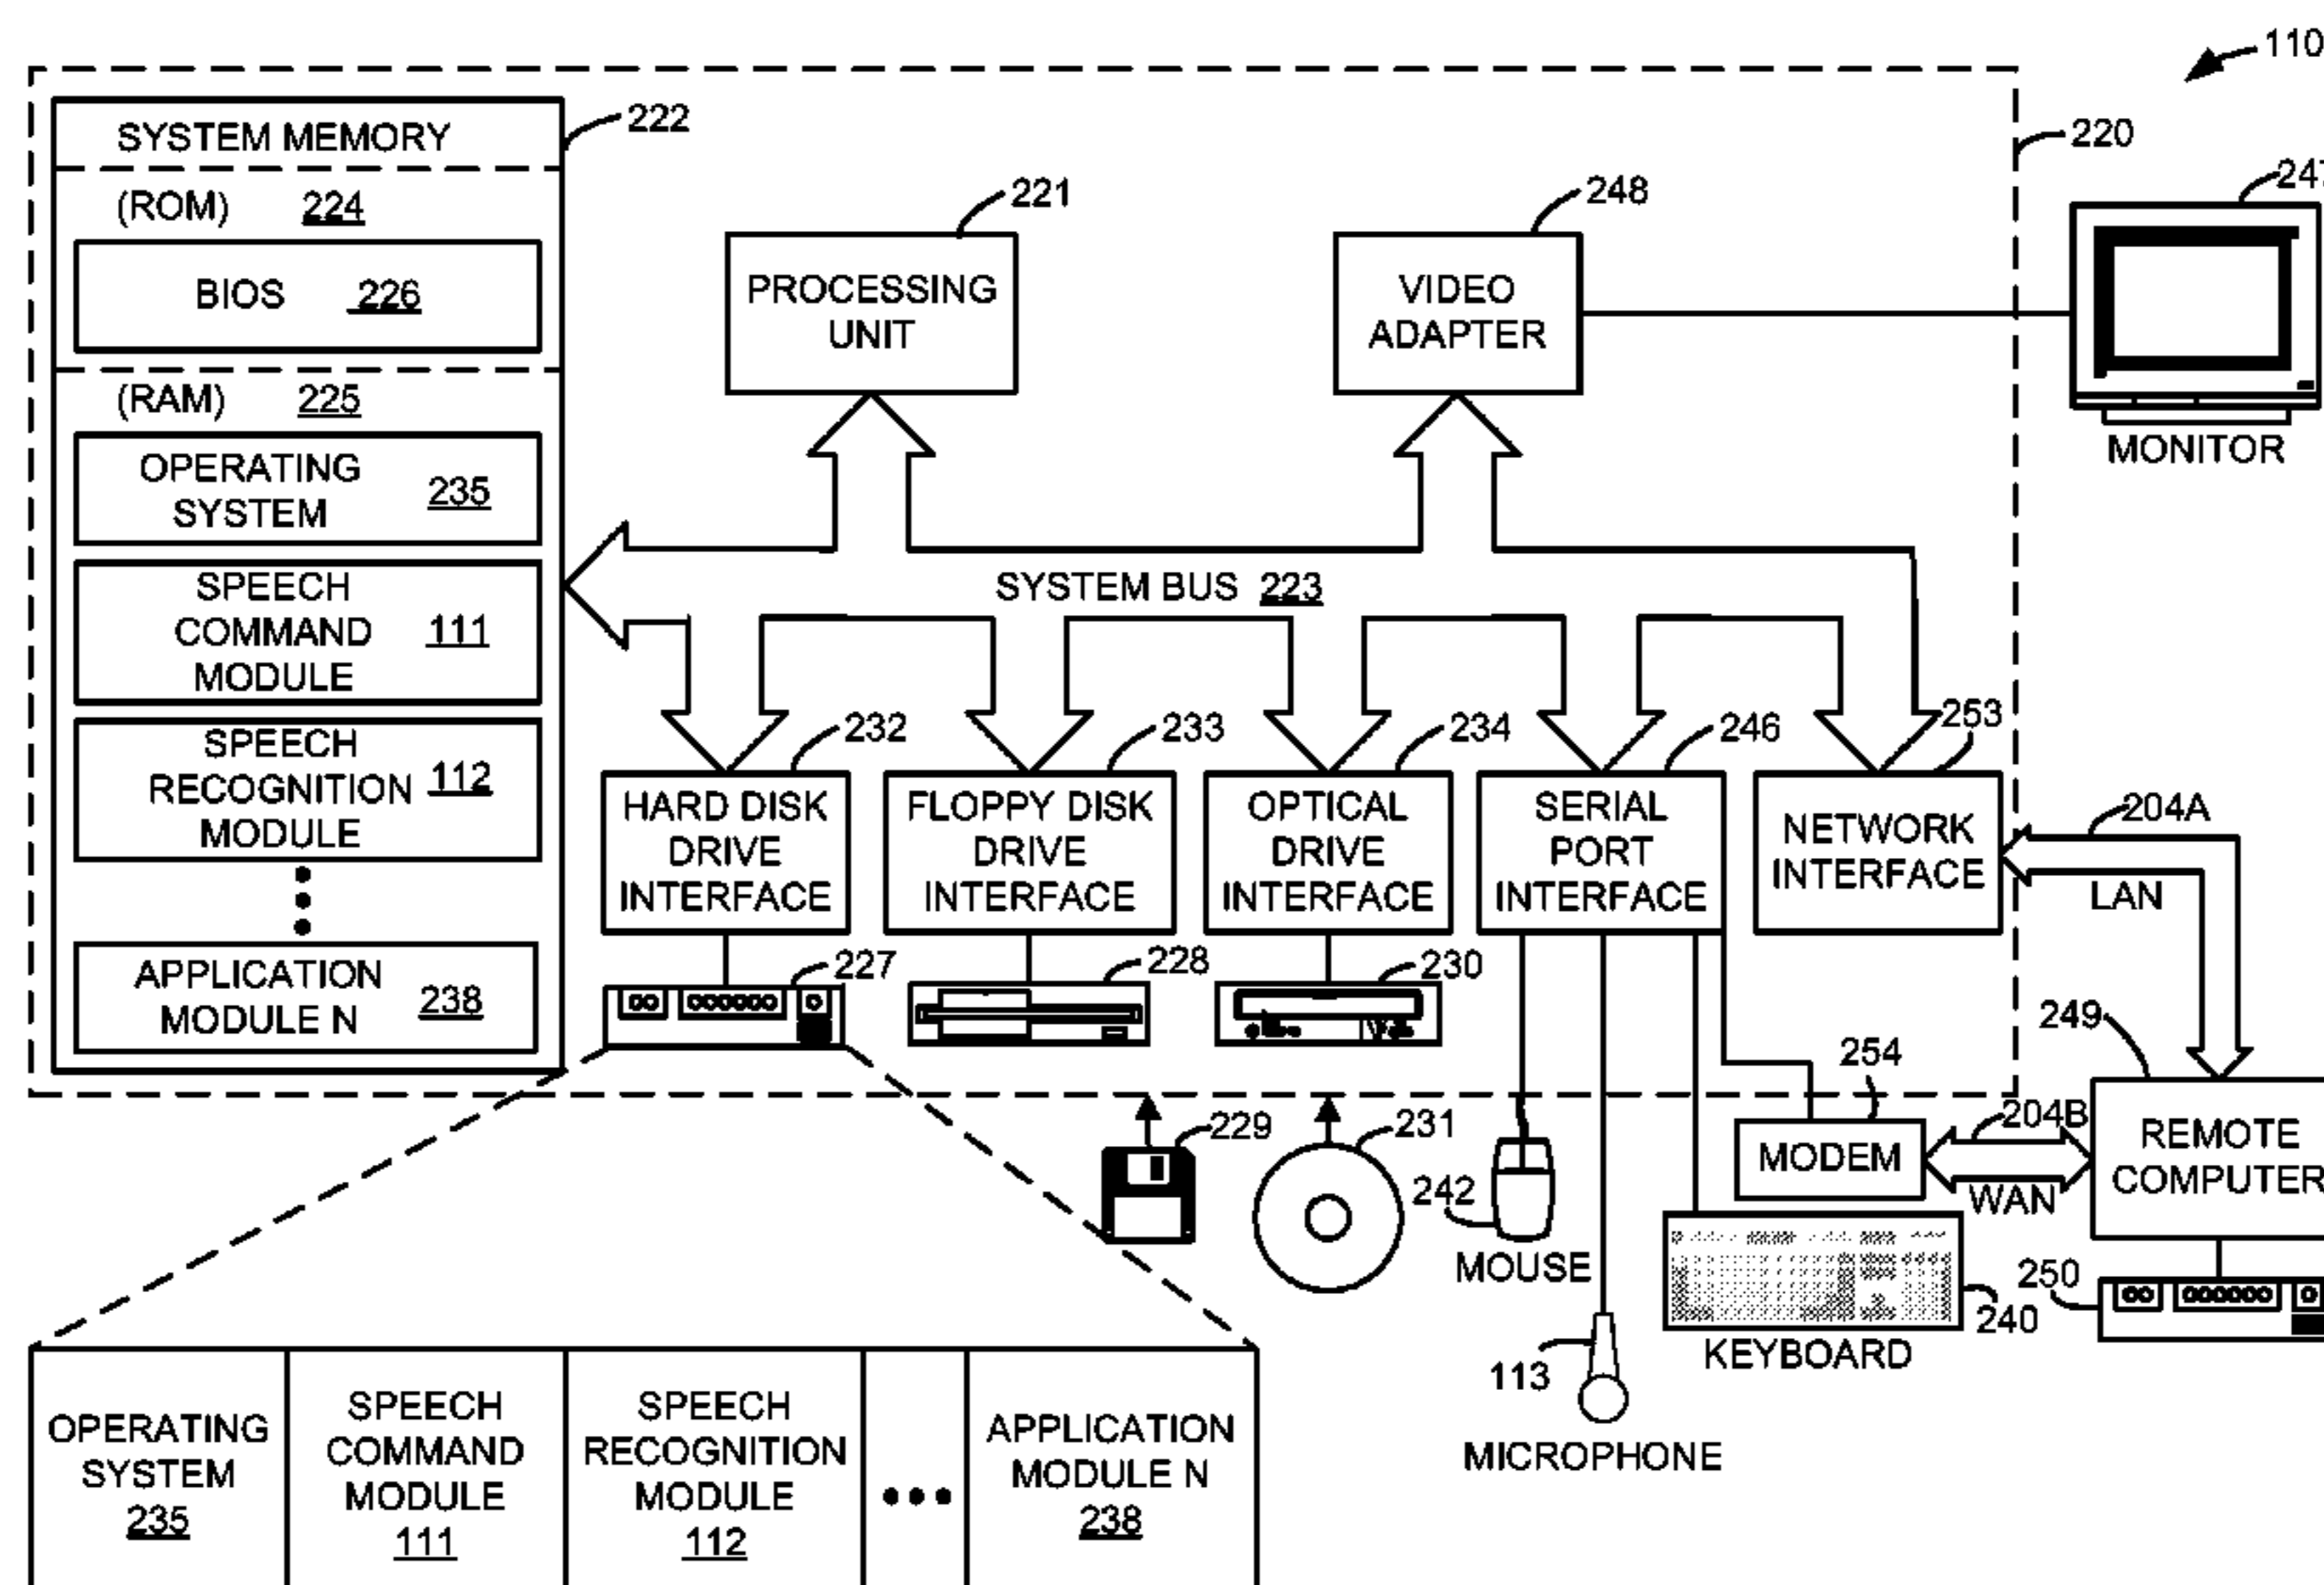 110
SYSTEM MEMORY
222
(ROM) 224
BIOS 226
(RAM) 225
OPERATING
SYSTEM
235
SPEECH
COMMAND
MODULE
111
SPEECH
RECOGNITION
MODULE
112
APPLICATION
MODULE N
238
221
PROCESSING
UNIT
248
VIDEO
ADAPTER
220
247
MONITOR
SYSTEM BUS 223
232
HARD DISK
DRIVE
INTERFACE
233
FLOPPY DISK
DRIVE
INTERFACE
234
OPTICAL
DRIVE
INTERFACE
246
SERIAL
PORT
INTERFACE
253
NETWORK
INTERFACE
204A
LAN
227
228
230
249
254
MODEM
204B
WAN
REMOTE
COMPUTER
229
231
242
MOUSE
240
KEYBOARD
250
113
MICROPHONE
OPERATING
SYSTEM
235
SPEECH
COMMAND
MODULE
111
SPEECH
RECOGNITION
MODULE
112
APPLICATION
MODULE N
238